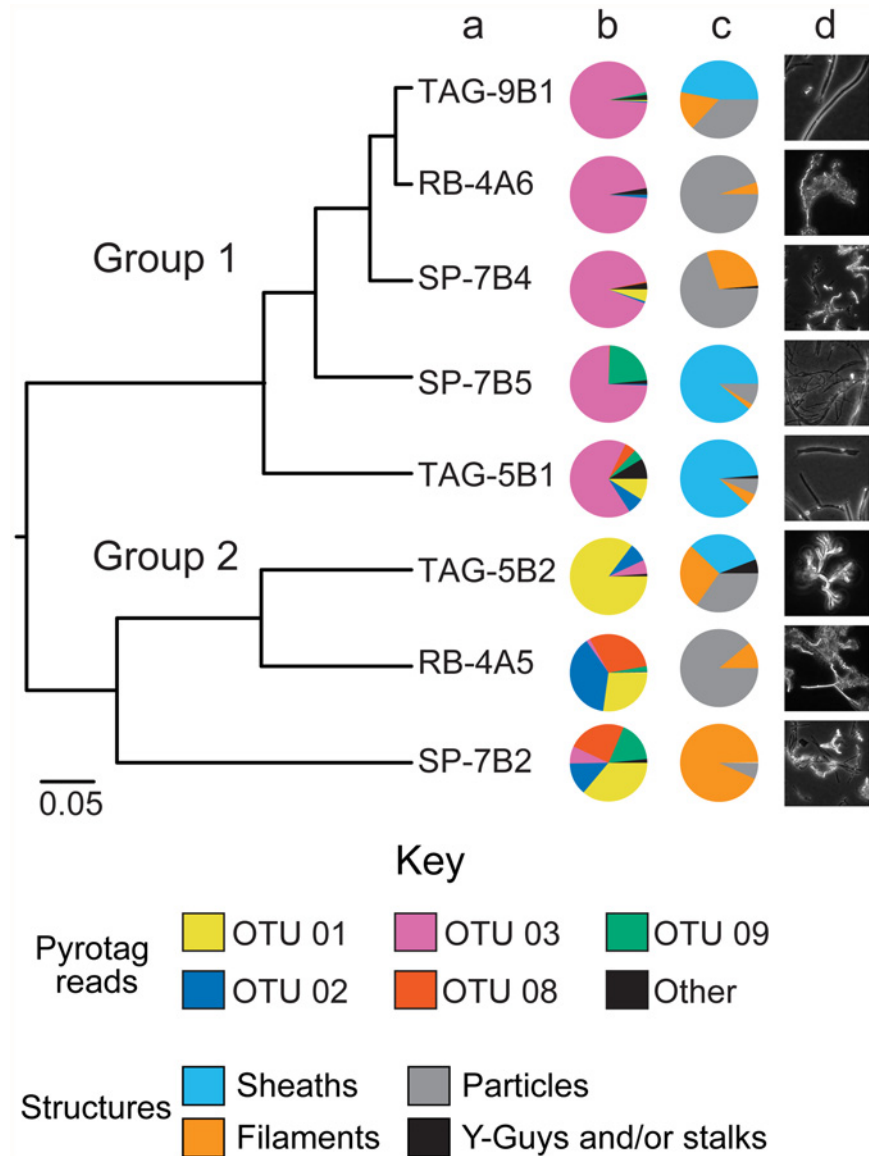 a b c d
TAG-9B1
RB-4A6
Group 1
SP-7B4
SP-7B5
TAG-5B1
Group 2
TAG-5B2
RB-4A5
SP-7B2
0.05
Key
Pyrotag reads
OTU 01 OTU 03 OTU 09
OTU 02 OTU 08 Other
Structures
Sheaths Particles
Filaments Y-Guys and/or stalks